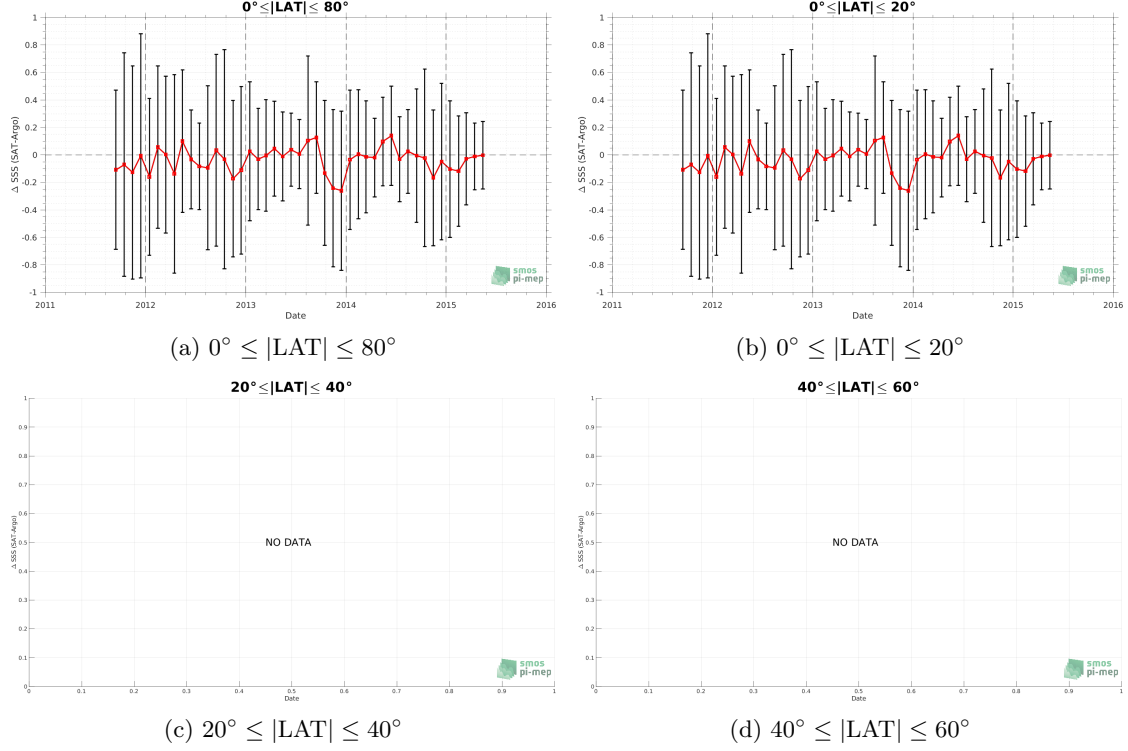 0°≤|LAT|≤ 80°
1
0.8
0.6
0.4
0.2
0
-0.2
-0.4
-0.6
-0.8
-1
Δ SSS (SAT-Argo)
2011 2012 2013 2014 2015 2016
Date
smos
pi-mep
(a) 0° ≤ |LAT| ≤ 80°
0°≤|LAT|≤ 20°
1
0.8
0.6
0.4
0.2
0
-0.2
-0.4
-0.6
-0.8
-1
Δ SSS (SAT-Argo)
2011 2012 2013 2014 2015 2016
Date
smos
pi-mep
(b) 0° ≤ |LAT| ≤ 20°
20°≤|LAT|≤ 40°
1
0.9
0.8
0.7
0.6
0.5
0.4
0.3
0.2
0.1
0
Δ SSS (SAT-Argo)
NO DATA
0 0.1 0.2 0.3 0.4 0.5 0.6 0.7 0.8 0.9 1
Date
smos
pi-mep
(c) 20° ≤ |LAT| ≤ 40°
40°≤|LAT|≤ 60°
1
0.9
0.8
0.7
0.6
0.5
0.4
0.3
0.2
0.1
0
Δ SSS (SAT-Argo)
NO DATA
0 0.1 0.2 0.3 0.4 0.5 0.6 0.7 0.8 0.9 1
Date
smos
pi-mep
(d) 40° ≤ |LAT| ≤ 60°